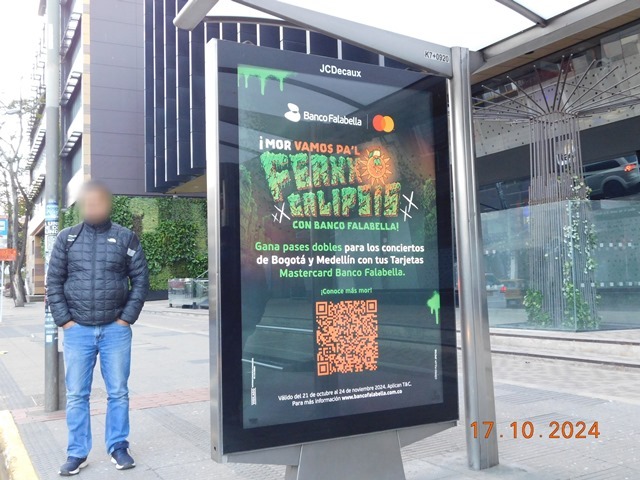 K7+0920
JCDecaux
Banco Falabella
¡MOR VAMOS PA'L
FERXXO
CALIPSIS
CON BANCO FALABELLA!
Gana pases dobles para los conciertos
de Bogotá y Medellín con tus Tarjetas
Mastercard Banco Falabella.
¡Conoce más mor!
Válido del 21 de octubre al 24 de noviembre 2024, Aplican T&C.
Para más información www.bancofalabella.com.co
17.10.2024